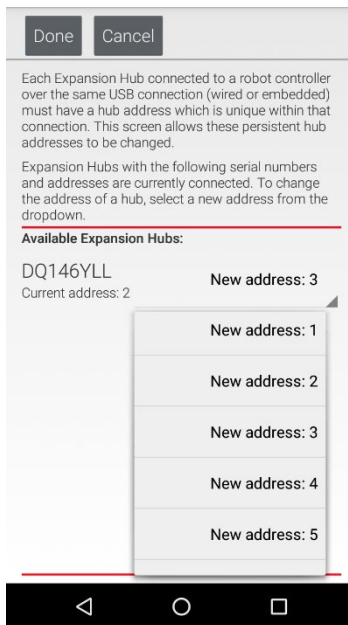 Done Cancel
Each Expansion Hub connected to a robot controller
over the same USB connection (wired or embedded)
must have a hub address which is unique within that
connection. This screen allows these persistent hub
addresses to be changed.
Expansion Hubs with the following serial numbers
and addresses are currently connected. To change
the address of a hub, select a new address from the
dropdown.
Available Expansion Hubs:
DQ146YLL
New address: 3
Current address: 2
New address: 1
New address: 2
New address: 3
New address: 4
New address: 5